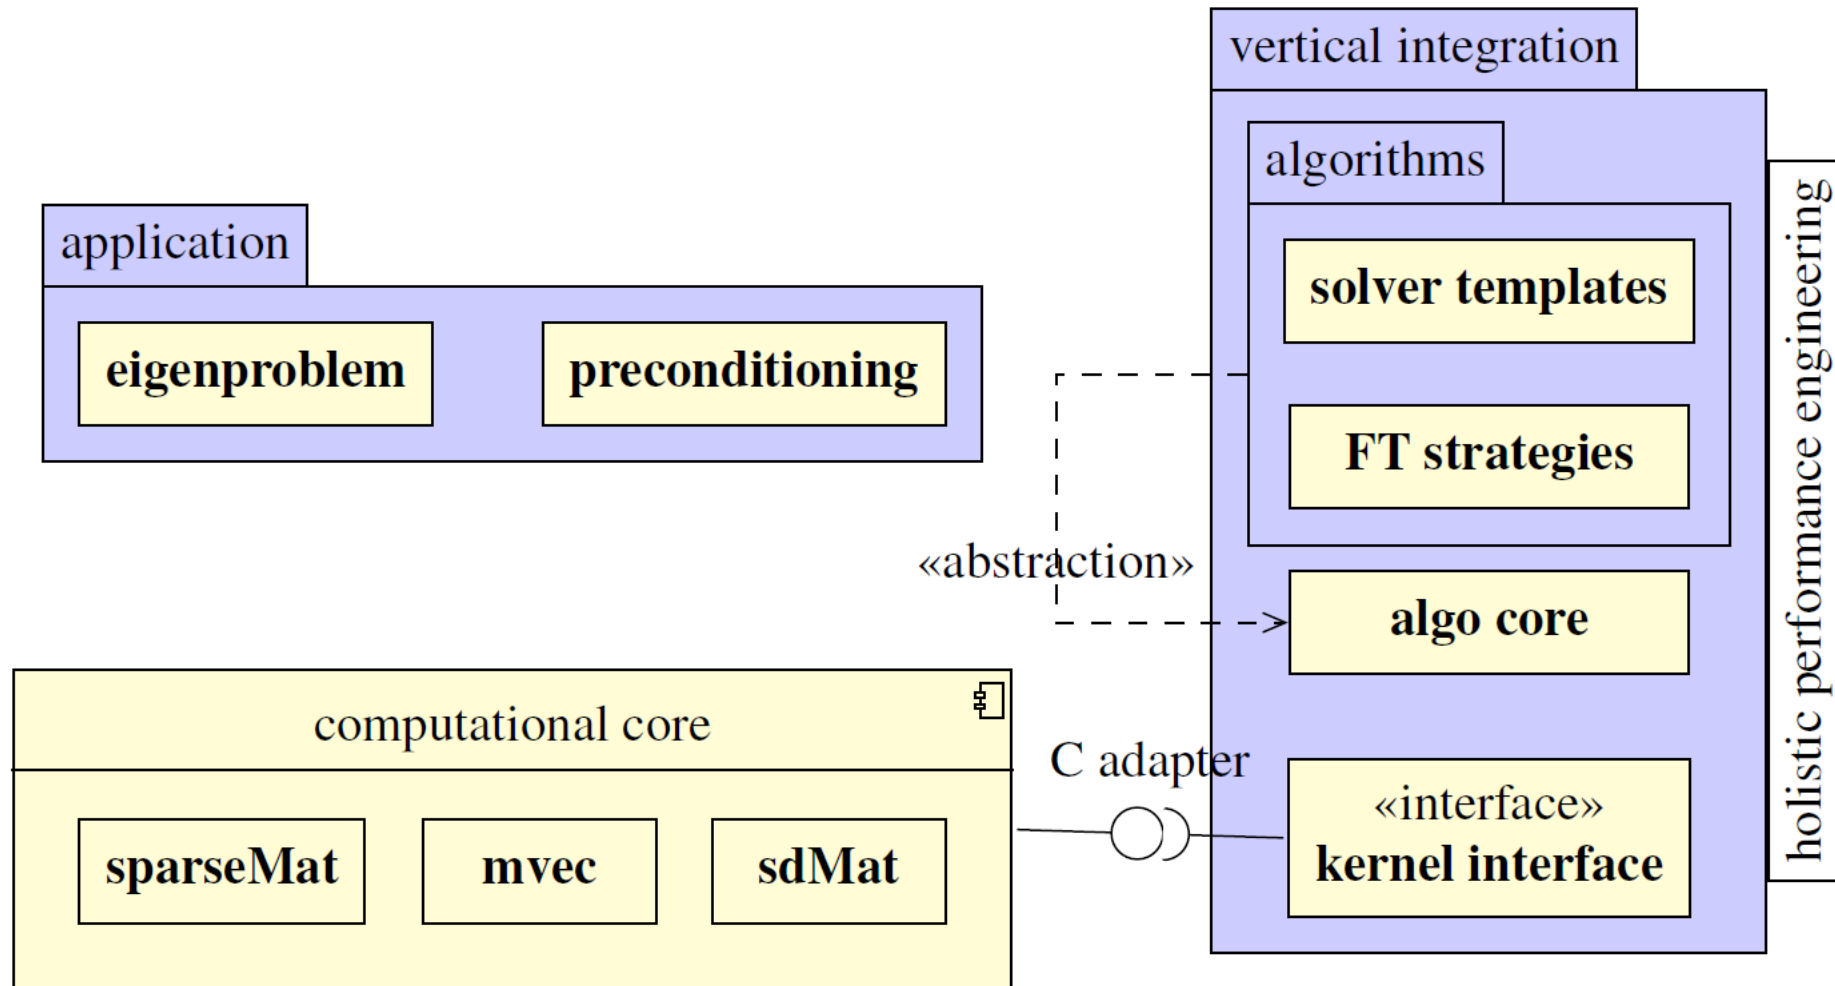 vertical integration
algorithms
solver templates
FT strategies
algo core
«interface»
kernel interface
holistic performance engineering
application
eigenproblem
preconditioning
«abstraction»
computational core
sparseMat
mvec
sdMat
C adapter